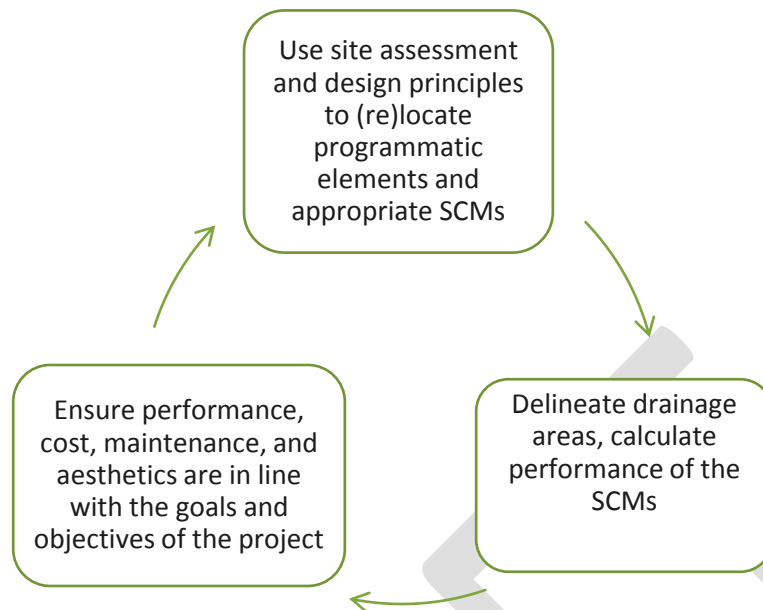 Use site assessment
and design principles
to (re)locate
programmatic
elements and
appropriate SCMs
Delineate drainage
areas, calculate
performance of the
SCMs
Ensure performance,
cost, maintenance, and
aesthetics are in line
with the goals and
objectives of the project